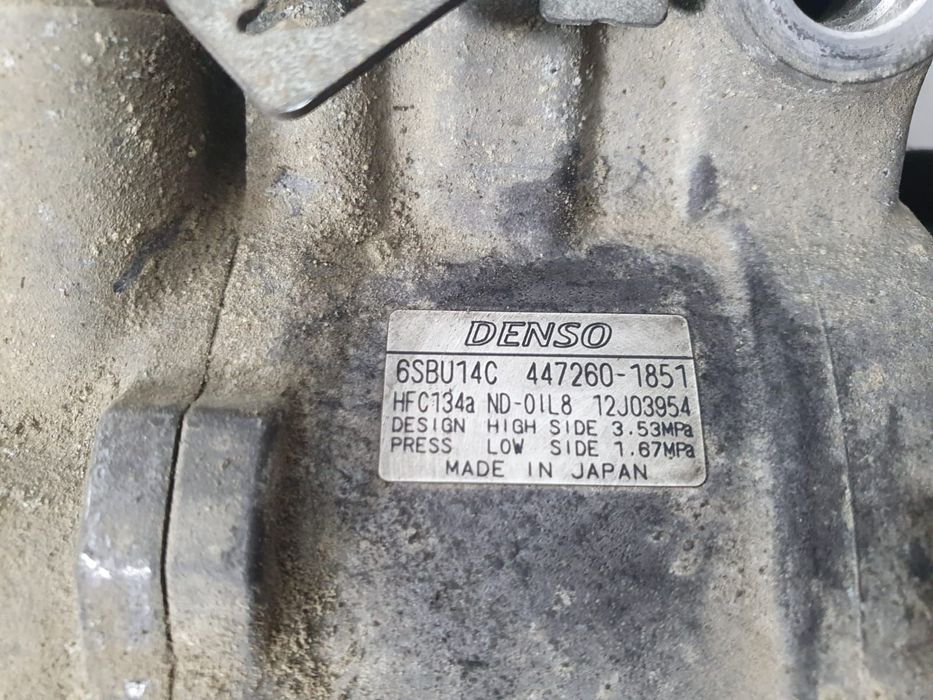 DENSO
6SBU14C 447260-1851
HFC134a ND-OIL8 12J03954
DESIGN HIGH SIDE 3.53MPa
PRESS LOW SIDE 1.67MPa
MADE IN JAPAN